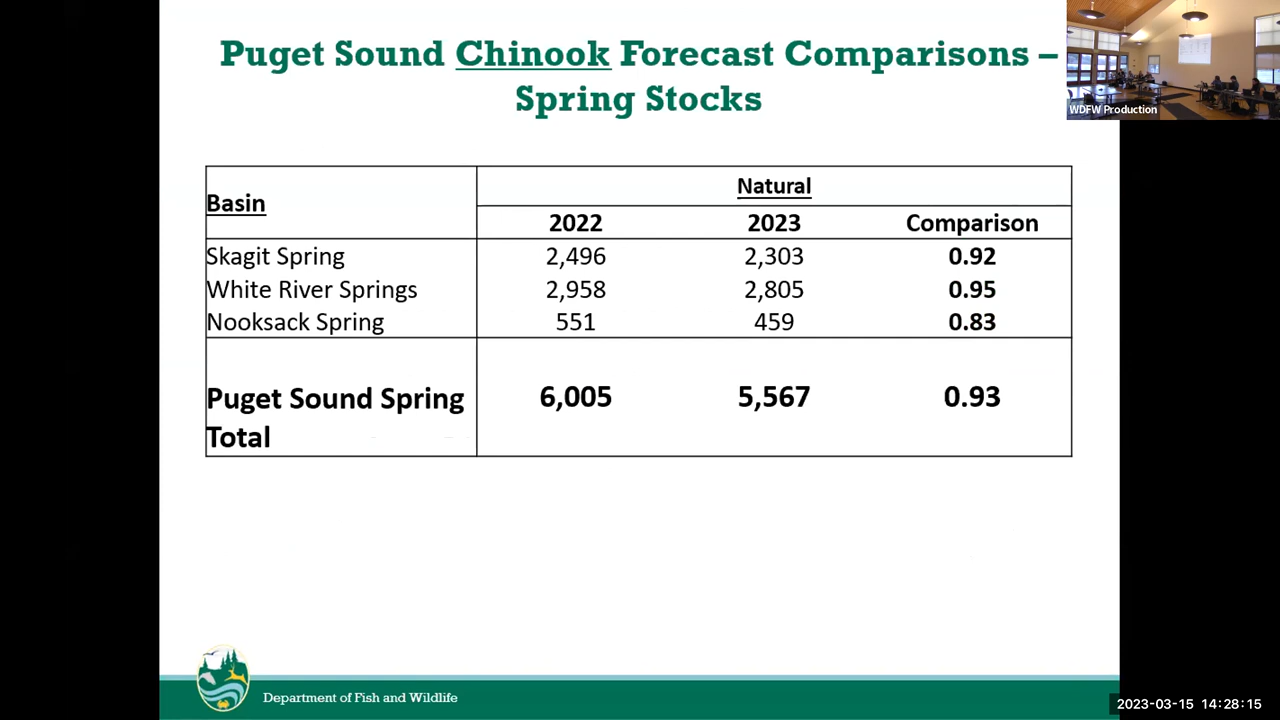 Puget Sound Chinook Forecast Comparisons –
Spring Stocks
WDFW Production
Basin
Natural
2022 2023 Comparison
Skagit Spring 2,496 2,303 0.92
White River Springs 2,958 2,805 0.95
Nooksack Spring 551 459 0.83
Puget Sound Spring 6,005 5,567 0.93
Total
Department of Fish and Wildlife
2023-03-15 14:28:15